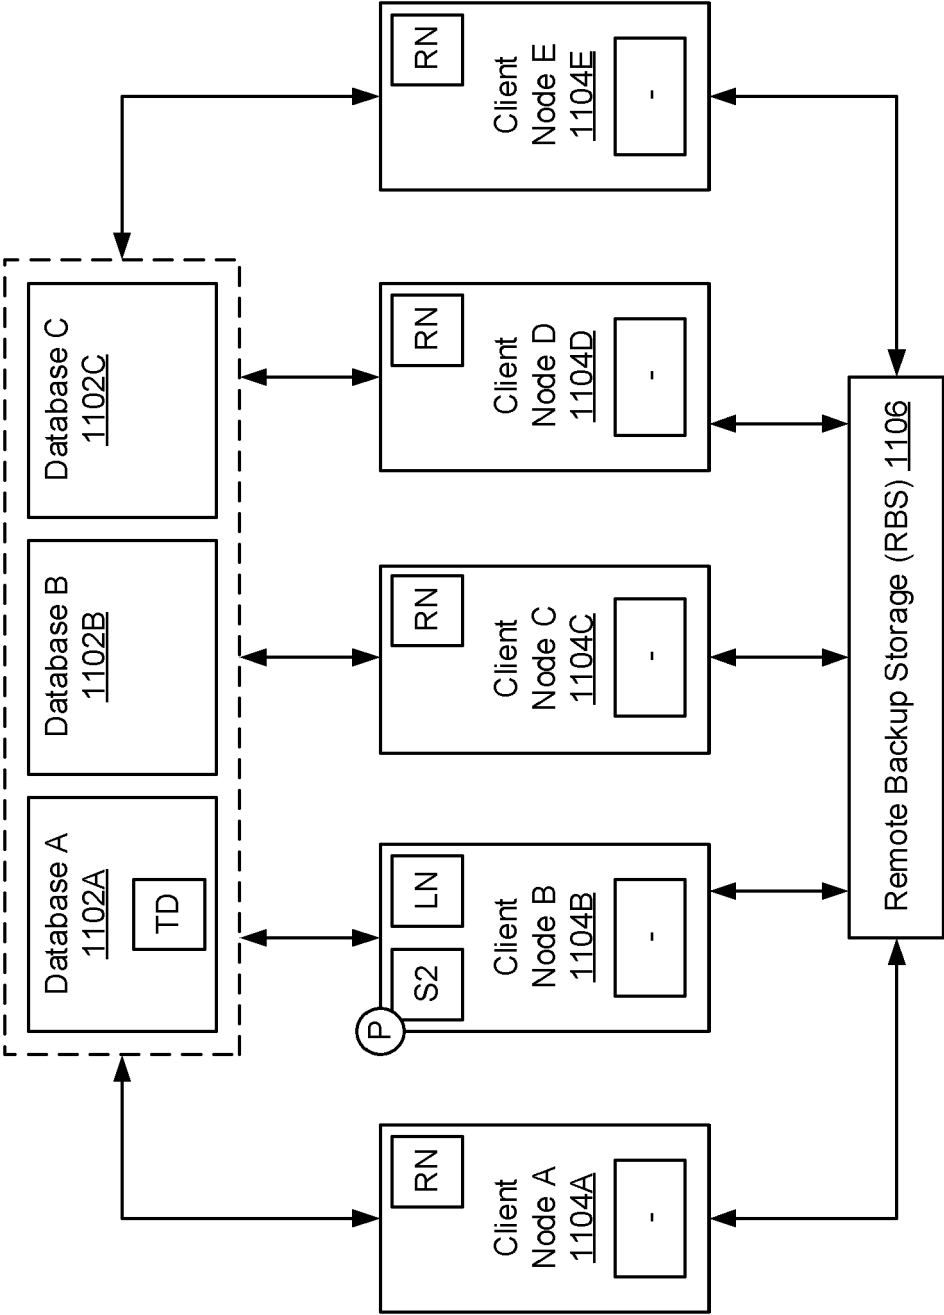 Database A
1102A
TD
Database B
1102B
Database C
1102C
RN
Client
Node A
1104A
-
P
S2
LN
Client
Node B
1104B
-
RN
Client
Node C
1104C
-
RN
Client
Node D
1104D
-
RN
Client
Node E
1104E
-
Remote Backup Storage (RBS) 1106